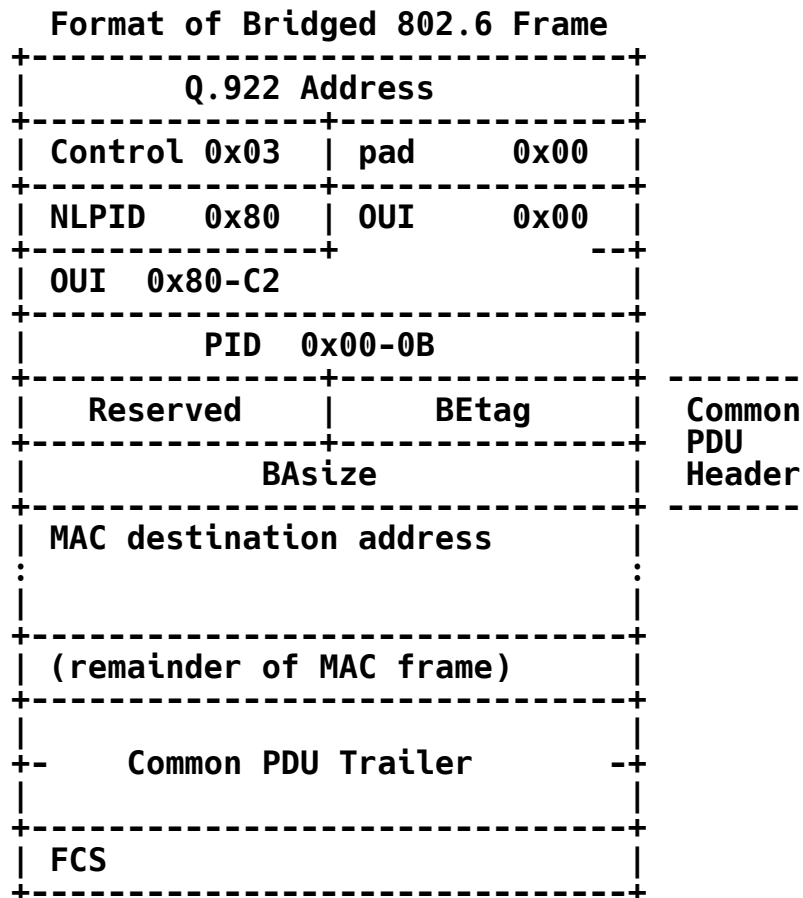 Format of Bridged 802.6 Frame
+-------------------------------+
|         Q.922 Address         |
+---------------+---------------+
| Control 0x03  | pad     0x00  |
+---------------+---------------+
| NLPID   0x80  | OUI     0x00  |
+---------------+             --+
| OUI  0x80-C2                  |
+-------------------------------+
|          PID  0x00-0B         |
+---------------+---------------+ -------
|   Reserved    |     BEtag     |  Common
+---------------+---------------+  PDU
|            BAsize             |  Header
+-------------------------------+ -------
| MAC destination address       |
:                               :
|                               |
+-------------------------------+
| (remainder of MAC frame)      |
+-------------------------------+
|                               |
+-    Common PDU Trailer       -+
|                               |
+-------------------------------+
| FCS                           |
+-------------------------------+